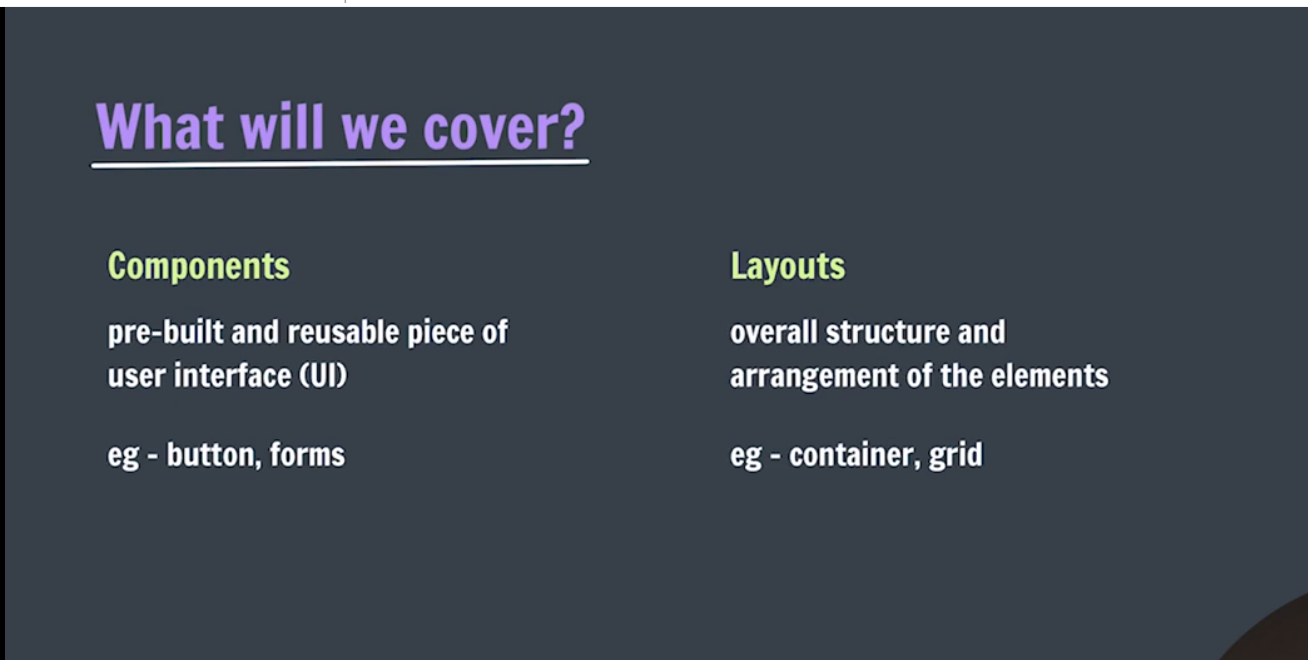 What will we cover?
Components
pre-built and reusable piece of
user interface (UI)
eg - button, forms
Layouts
overall structure and
arrangement of the elements
eg - container, grid